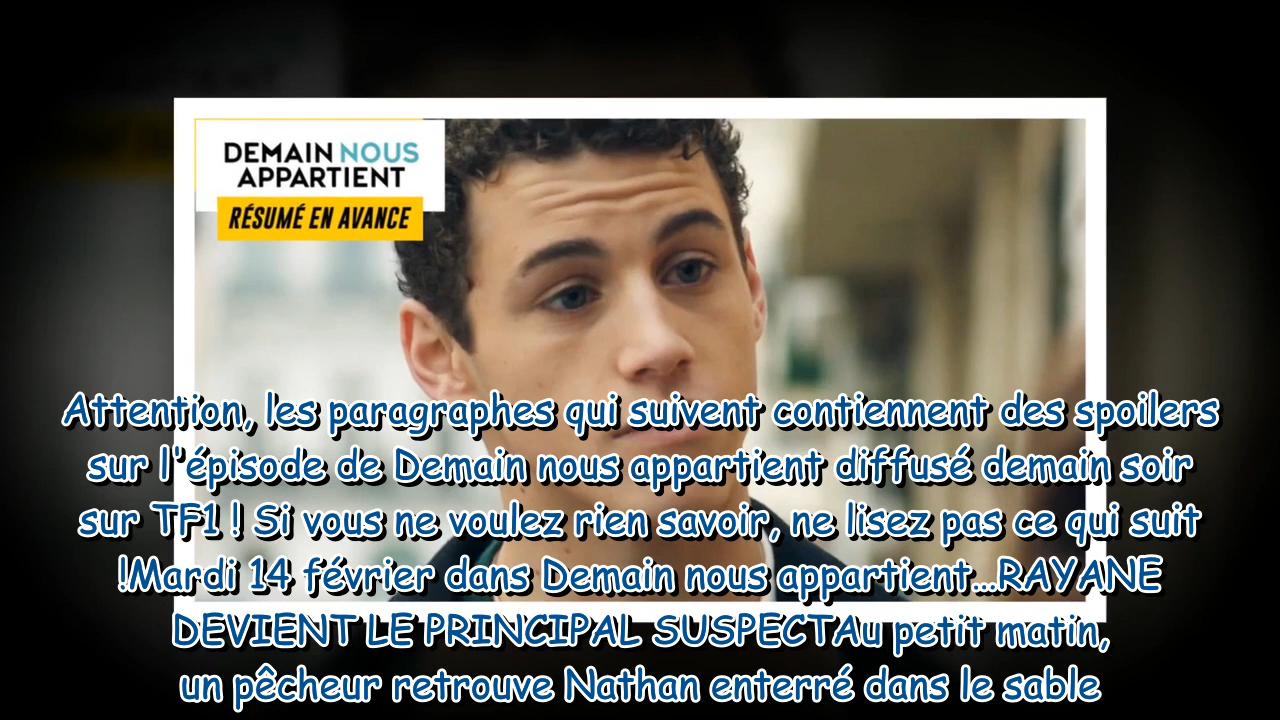 DEMAIN NOUS
APPARTIENT
RÉSUMÉ EN AVANCE
Attention, les paragraphes qui suivent contiennent des spoilers
sur l'épisode de Demain nous appartient diffusé demain soir
sur TF1 ! Si vous ne voulez rien savoir, ne lisez pas ce qui suit
!Mardi 14 février dans Demain nous appartient...RAYANE
DEVIENT LE PRINCIPAL SUSPECTAu petit matin,
un pêcheur retrouve Nathan enterré dans le sable